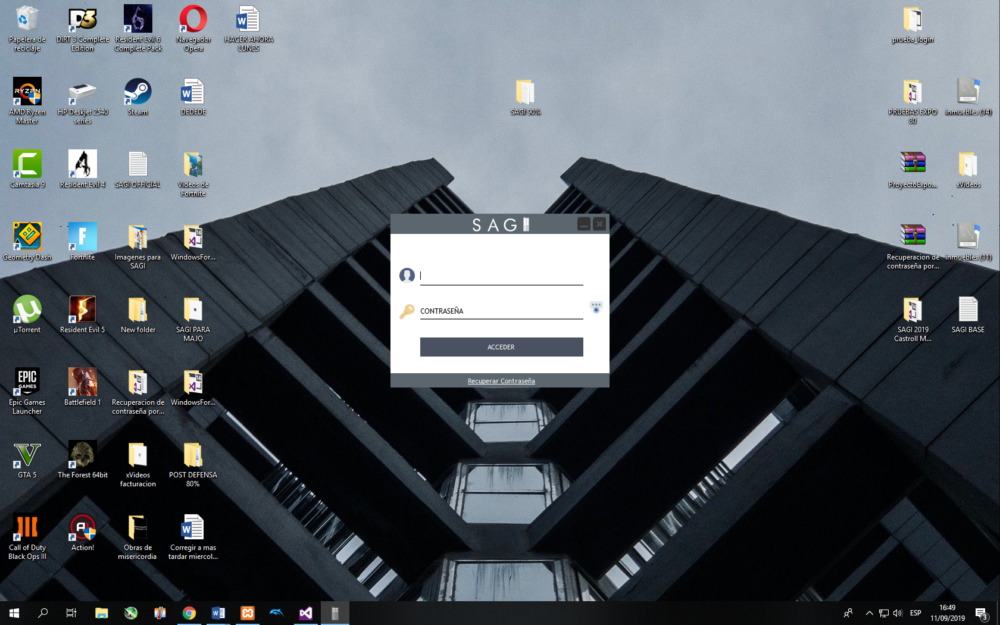 Papelera de
reciclaje
DiRT 3 Complete
Edition
Resident Evil 6
Complete Pack
Navegador
Opera
HACER AHORA
LUNES
prueba_login
AMD Ryzen
Master
HP Deskjet 2540
series
Steam
DEDEDE
SAGI 90%
PRUEBAS EXPO
80
inmuebles (14)
Camtasia 9
Resident Evil 4
SAGI OFFICIAL
Videos de
Fortnite
ProyectoExpo...
xVideos
SAGI
Geometry Dash
Fortnite
Imagenes para
SAGI
WindowsFor...
Recuperacion de
contraseña por...
inmuebles (11)
CONTRASEÑA
µTorrent
Resident Evil 5
New folder
SAGI PARA
MAJO
SAGI 2019
Castroll M...
SAGI BASE
ACCEDER
Recuperar Contraseña
EPIC
GAMES
Epic Games
Launcher
Battlefield 1
Recuperacion de
contraseña por...
WindowsFor...
GTA 5
The Forest 64bit
xVideos
facturacion
POST DEFENSA
80%
Call of Duty
Black Ops III
Action!
Obras de
misericordia
Corregir a mas
tardar miercol...
ESP
16:49
11/09/2019
3